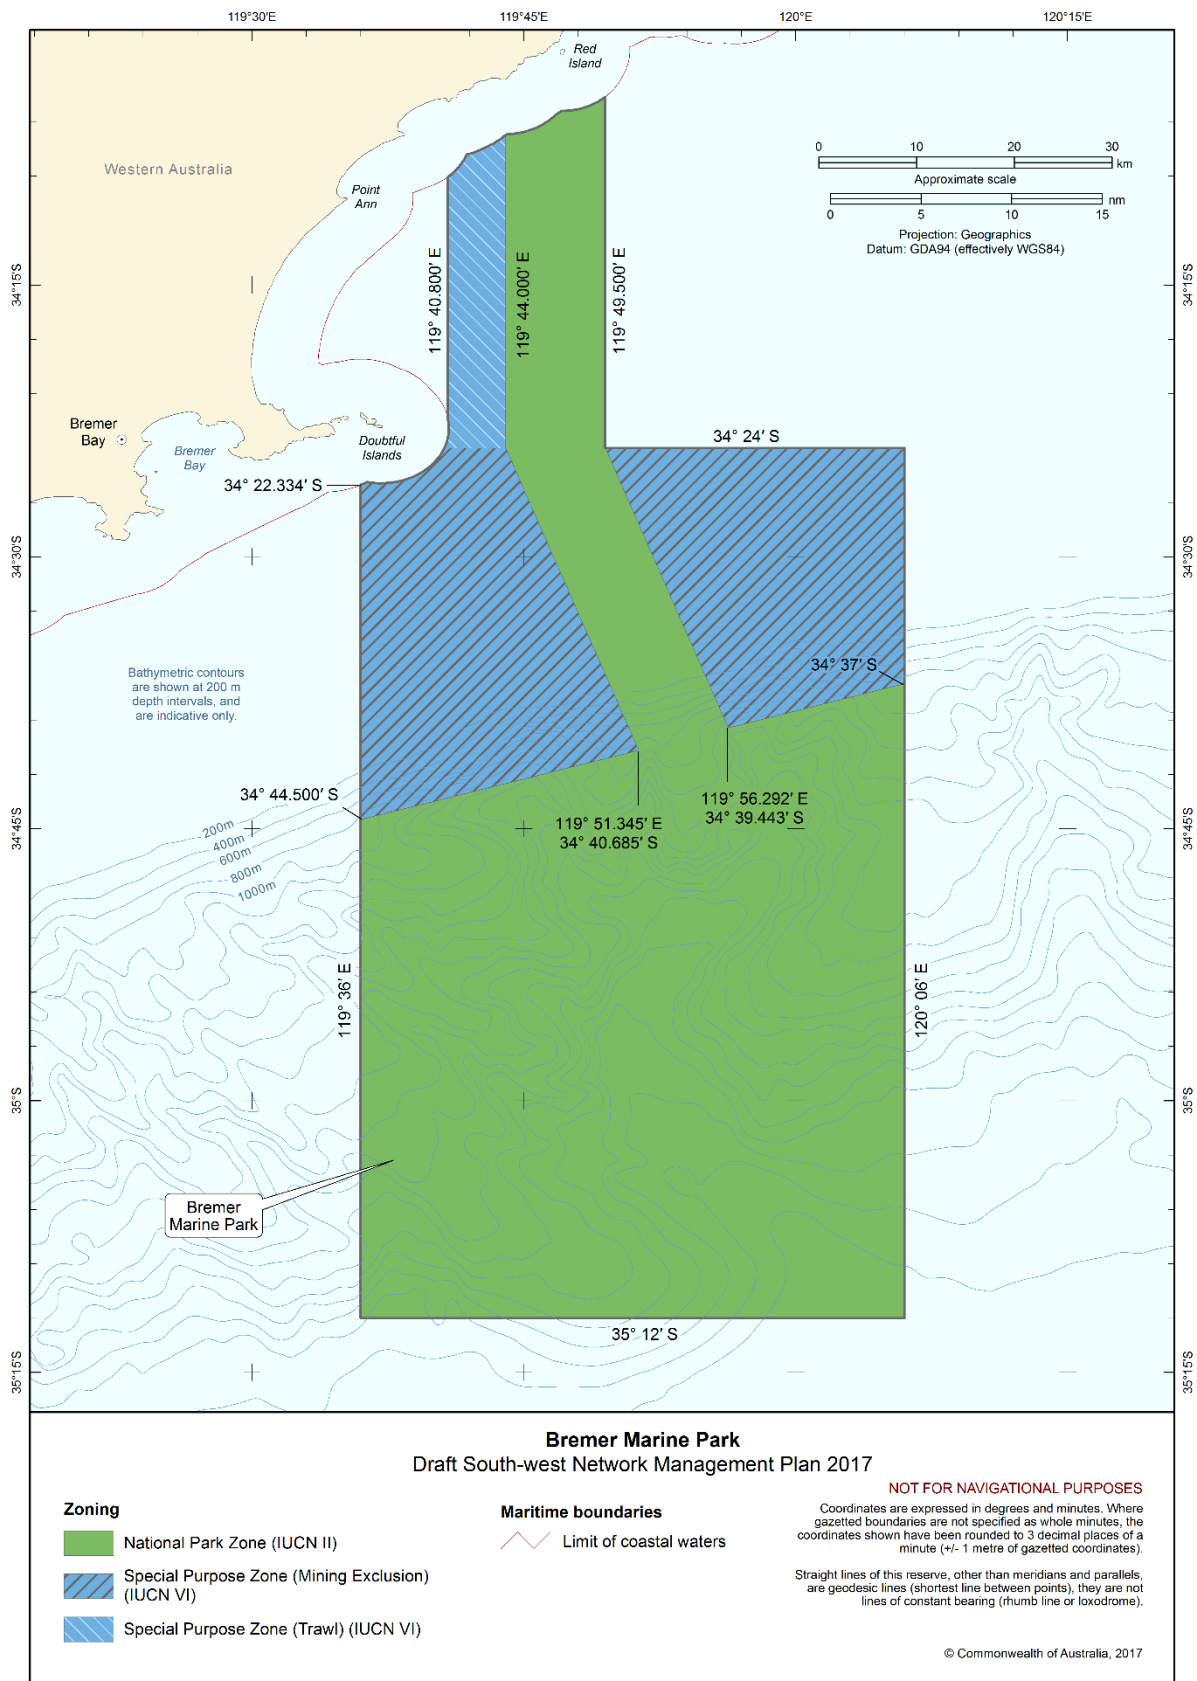 119°30′E
119°45′E
120°E
120°15′E
Red
Island
Western Australia
Point
Ann
0 10 20 30
km
Approximate scale
nm
0 5 10 15
Projection: Geographics
Datum: GDA94 (effectively WGS84)
34°15′S
34°15′S
119° 40.800′ E
119° 44.000′ E
119° 49.500′ E
Bremer
Bay
Bremer
Bay
Doubtful
Islands
34° 24′ S
34° 22.334′ S
34°30′S
34°30′S
Bathymetric contours
are shown at 200 m
depth intervals, and
are indicative only.
34° 37′ S
34° 44.500′ S
119° 56.292′ E
34° 39.443′ S
119° 51.345′ E
34° 40.685′ S
34°45′S
34°45′S
200m
400m
600m
800m
1000m
119° 36′ E
120° 06′ E
35°S
35°S
Bremer
Marine Park
35° 12′ S
35°15′S
35°15′S
Bremer Marine Park
Draft South-west Network Management Plan 2017
Zoning
National Park Zone (IUCN II)
Special Purpose Zone (Mining Exclusion)
(IUCN VI)
Special Purpose Zone (Trawl) (IUCN VI)
Maritime boundaries
Limit of coastal waters
NOT FOR NAVIGATIONAL PURPOSES
Coordinates are expressed in degrees and minutes. Where
gazetted boundaries are not specified as whole minutes, the
coordinates shown have been rounded to 3 decimal places of a
minute (+/- 1 metre of gazetted coordinates).
Straight lines of this reserve, other than meridians and parallels,
are geodesic lines (shortest line between points), they are not
lines of constant bearing (rhumb line or loxodrome).
© Commonwealth of Australia, 2017